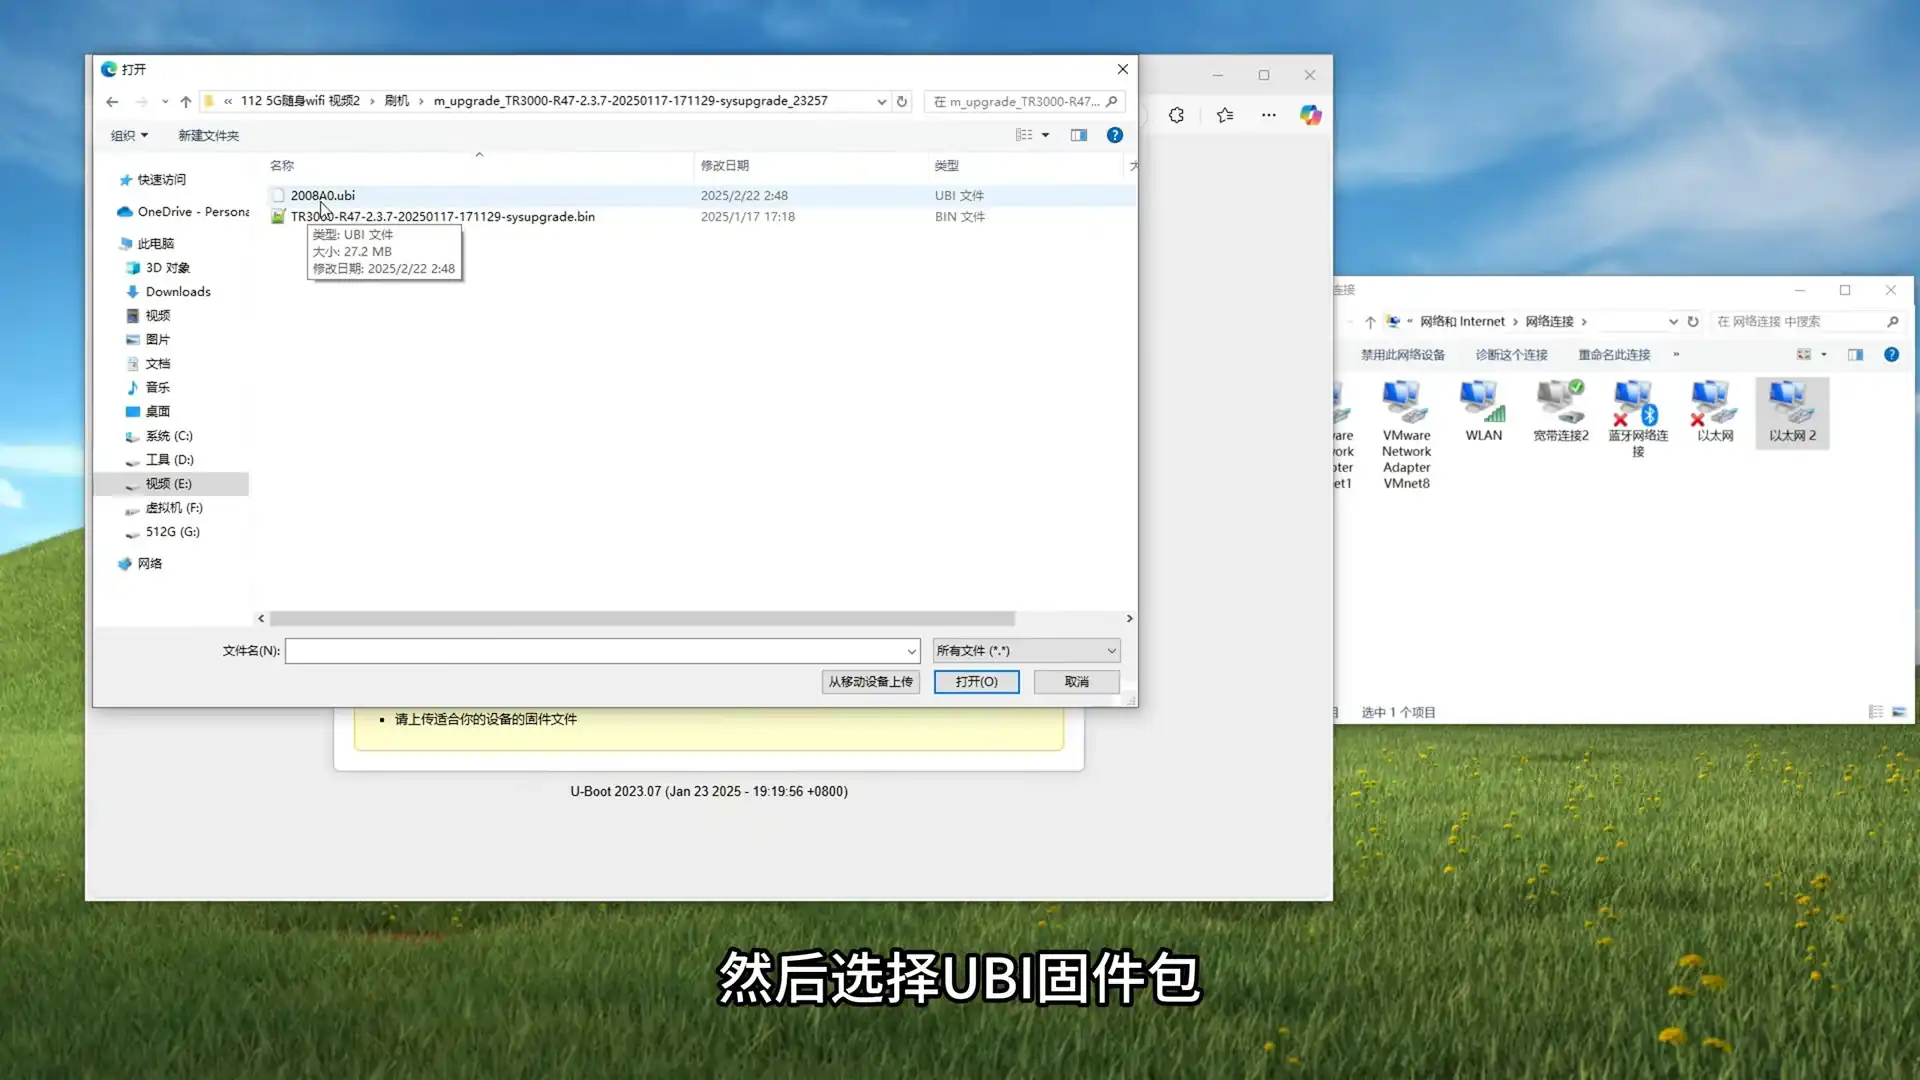 打开
« 112 5G随身wifi 视频2 › 刷机 › m_upgrade_TR3000-R47-2.3.7-20250117-171129-sysupgrade_23257
在 m_upgrade_TR3000-R47...
组织
新建文件夹
名称
修改日期
类型
快速访问
OneDrive - Persona
此电脑
3D 对象
Downloads
视频
图片
文档
音乐
桌面
系统 (C:)
工具 (D:)
视频 (E:)
虚拟机 (F:)
512G (G:)
网络
2008A0.ubi
2025/2/22 2:48
UBI 文件
TR3000-R47-2.3.7-20250117-171129-sysupgrade.bin
2025/1/17 17:18
BIN 文件
类型: UBI 文件
大小: 27.2 MB
修改日期: 2025/2/22 2:48
文件名(N):
所有文件 (*.*)
从移动设备上传
打开(O)
取消
请上传适合你的设备的固件文件
U-Boot 2023.07 (Jan 23 2025 - 19:19:56 +0800)
连接
« 网络和 Internet › 网络连接 ›
在 网络连接 中搜索
禁用此网络设备
诊断这个连接
重命名此连接
»
VMware
Network
Adapter
VMnet8
WLAN
宽带连接2
蓝牙网络连
接
以太网
以太网 2
选中 1 个项目
然后选择UBI固件包